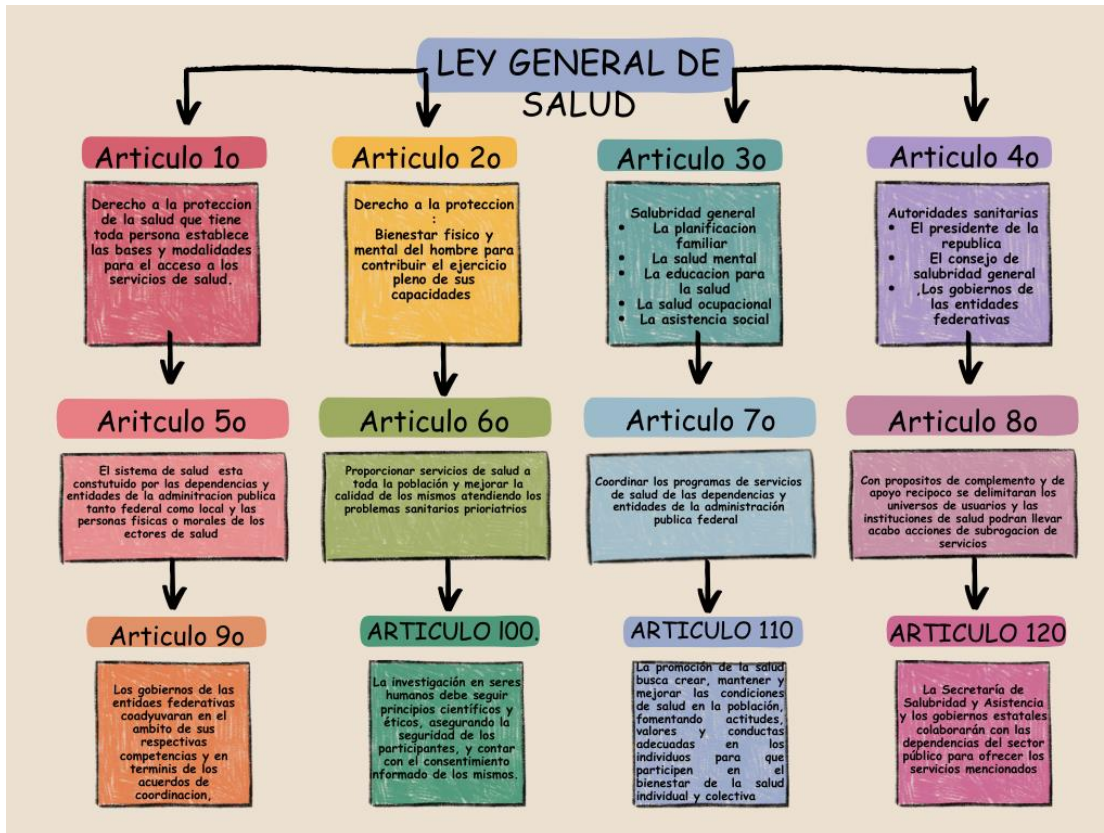 LEY GENERAL DE
SALUD
Articulo 1o
Derecho a la proteccion
de la salud que tiene
toda persona establece
las bases y modalidades
para el acceso a los
servicios de salud.
Articulo 2o
Derecho a la proteccion
:
Bienestar fisico y
mental del hombre para
contribuir el ejercicio
pleno de sus
capacidades
Articulo 3o
Salubridad general
• La planificacion
familiar
• La salud mental
• La educacion para
la salud
• La salud ocupacional
• La asistencia social
Articulo 4o
Autoridades sanitarias
• El presidente de la
republica
• El consejo de
salubridad general
• ,Los gobiernos de
las entidades
federativas
Aritculo 5o
El sistema de salud esta
constutuido por las dependencias y
entidades de la adminitracion publica
tanto federal como local y las
personas físicas o morales de los
ectores de salud
Articulo 6o
Proporcionar servicios de salud a
toda la población y mejorar la
calidad de los mismos atendiendo los
problemas sanitarios prioriatrios
Articulo 7o
Coordinar los programas de servicios
de salud de las dependencias y
entidades de la administración
publica federal
Articulo 8o
Con propositos de complemento y de
apoyo recipoco se delimitaran los
universos de usuarios y las
instituciones de salud podran llevar
acabo acciones de subrogacion de
servicios
Articulo 9o
Los gobiernos de las
entidaes federativas
coadyuvaran en el
ambito de sus
respectivas
competencias y en
terminis de los
acuerdos de
coordinacion,
ARTICULO 100.
La investigación en seres
humanos debe seguir
principios científicos y
éticos, asegurando la
seguridad de los
participantes, y contar
con el consentimiento
informado de los mismos.
ARTICULO 110
La promoción de la salud
busca crear, mantener y
mejorar las condiciones
de salud en la población,
fomentando actitudes,
valores y conductas
adecuadas en los
individuos para que
participen en el
bienestar de la salud
individual y colectiva
ARTICULO 120
La Secretaría de
Salubridad y Asistencia
y los gobiernos estatales
colaborarán con las
dependencias del sector
público para ofrecer los
servicios mencionados